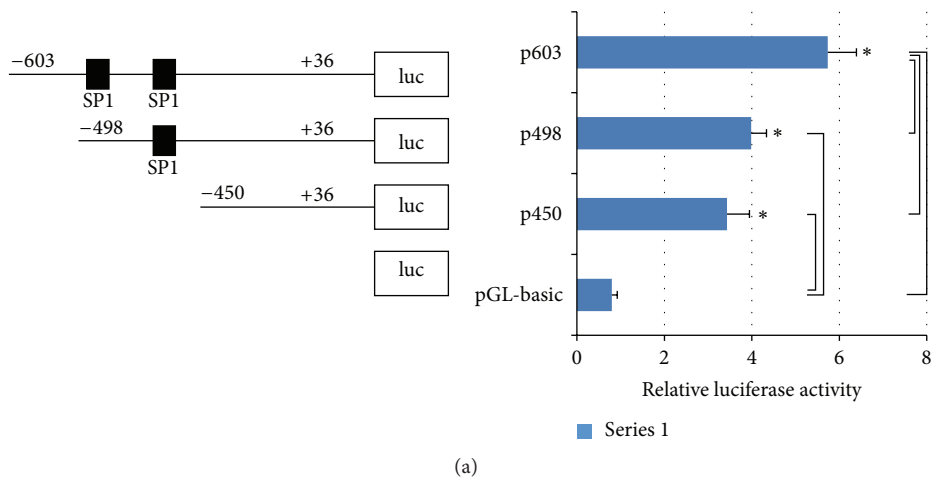 −603
+36
luc
SP1 SP1
−498
+36
luc
SP1
−450
+36
luc
luc
p603
*
p498
*
p450
*
pGL-basic
0 2 4 6 8
Relative luciferase activity
Series 1
(a)